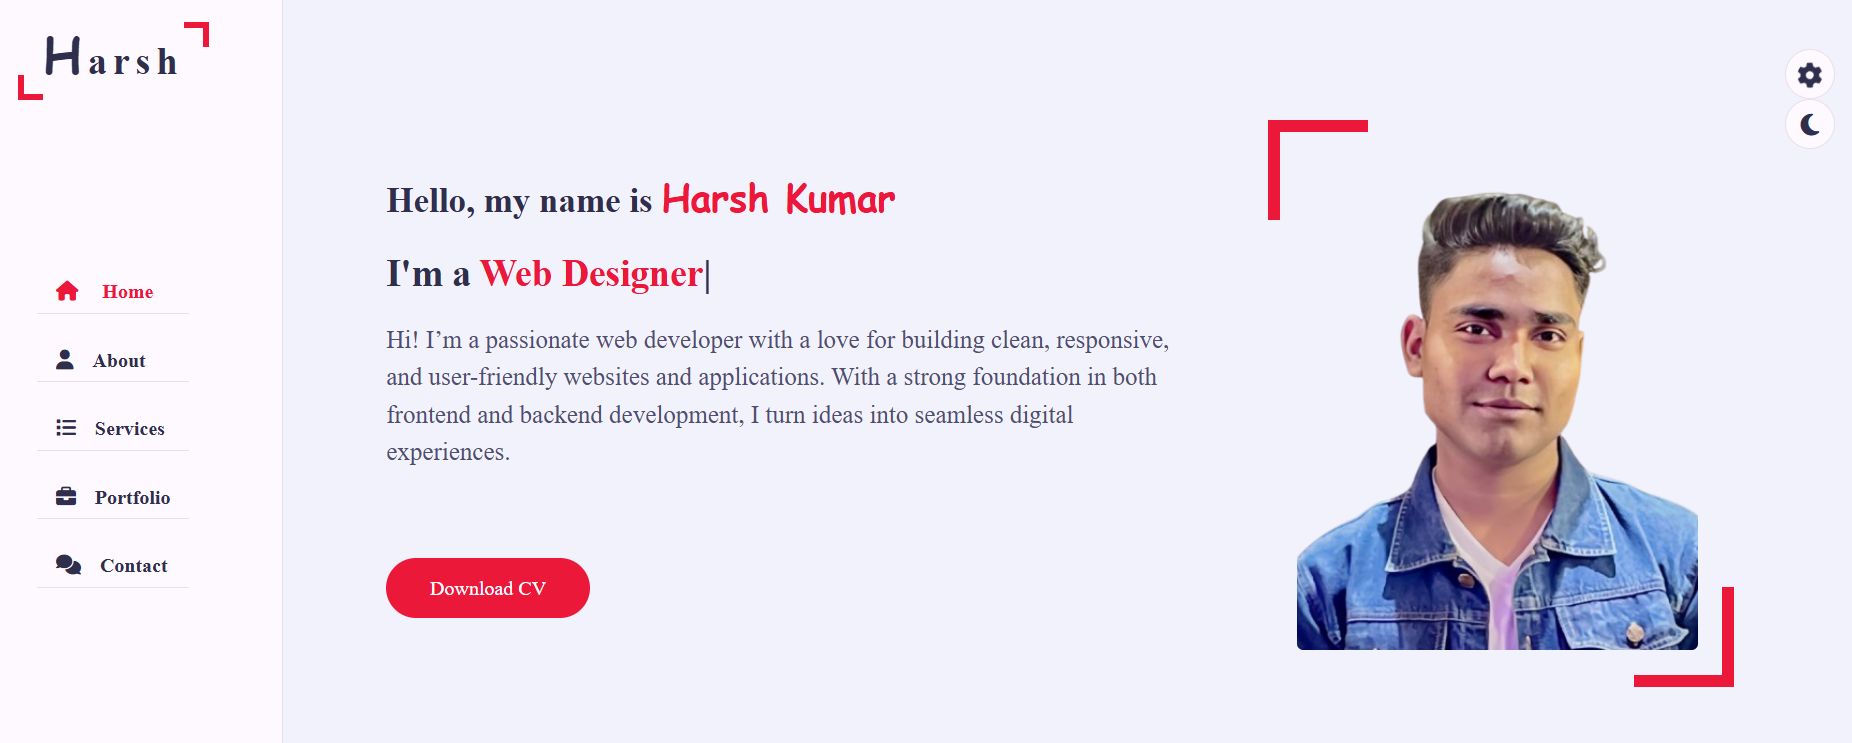 Harsh
Home
About
Services
Portfolio
Contact
Hello, my name is Harsh Kumar
I'm a Web Designer|
Hi! I’m a passionate web developer with a love for building clean, responsive,
and user-friendly websites and applications. With a strong foundation in both
frontend and backend development, I turn ideas into seamless digital
experiences.
Download CV